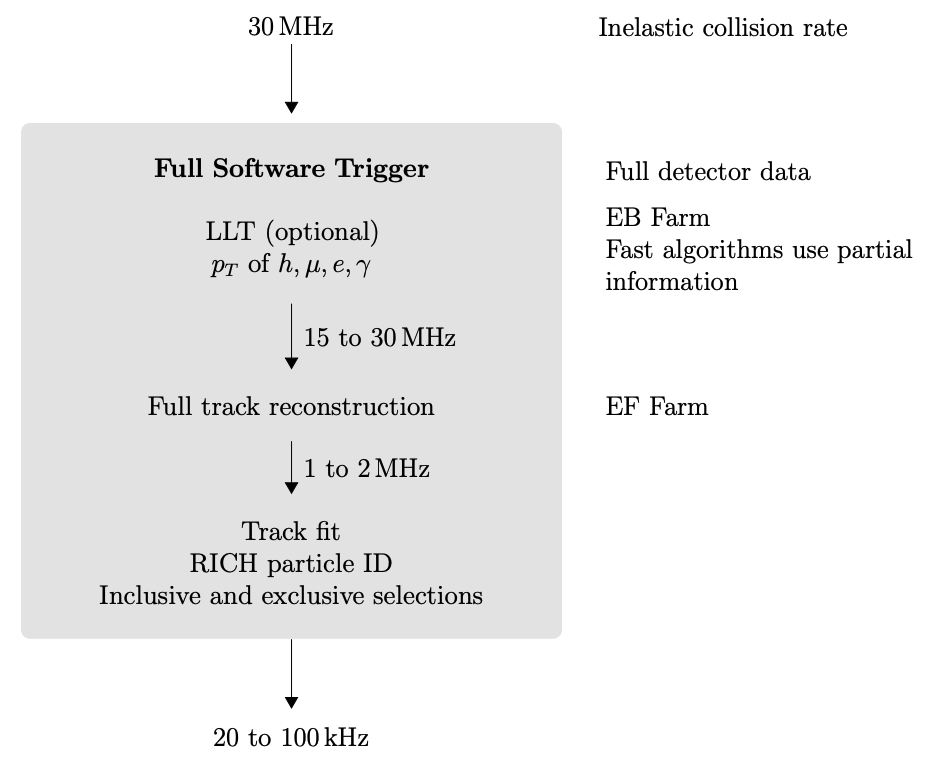 30 MHz
Inelastic collision rate
Full Software Trigger
Full detector data
LLT (optional)
p_T of h, μ, e, γ
EB Farm
Fast algorithms use partial
information
15 to 30 MHz
Full track reconstruction
EF Farm
1 to 2 MHz
Track fit
RICH particle ID
Inclusive and exclusive selections
20 to 100 kHz